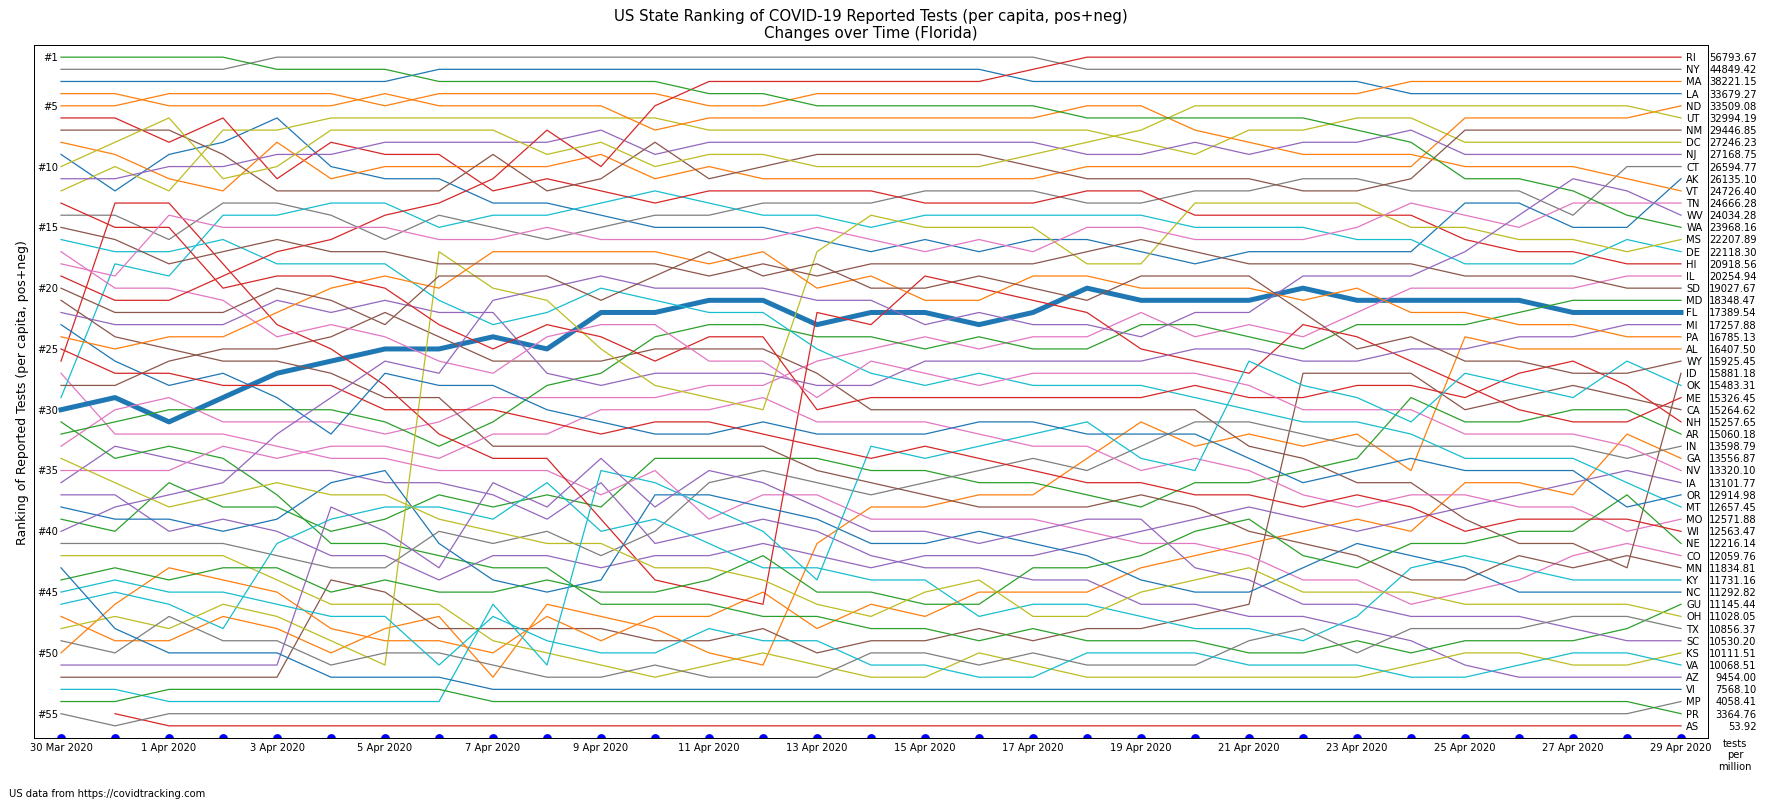 US State Ranking of COVID-19 Reported Tests (per capita, pos+neg)
Changes over Time (Florida)
Ranking of Reported Tests (per capita, pos+neg)
#1
#5
#10
#15
#20
#25
#30
#35
#40
#45
#50
#55
RI 56793.67
NY 44849.42
MA 38221.15
LA 33679.27
ND 33509.08
UT 32994.19
NM 29446.85
DC 27246.23
NJ 27168.75
CT 26594.77
AK 26135.10
VT 24726.40
TN 24666.28
WV 24034.28
WA 23968.16
MS 22207.89
DE 22118.30
HI 20918.56
IL 20254.94
SD 19027.67
MD 18348.47
FL 17389.54
MI 17257.88
PA 16785.13
AL 16407.50
WY 15925.45
ID 15881.18
OK 15483.31
ME 15326.45
CA 15264.62
NH 15257.65
AR 15060.18
IN 13598.79
GA 13556.87
NV 13320.10
IA 13101.77
OR 12914.98
MT 12657.45
MO 12571.88
WI 12563.47
NE 12216.14
CO 12059.76
MN 11834.81
KY 11731.16
NC 11292.82
GU 11145.44
OH 11028.05
TX 10856.37
SC 10530.20
KS 10111.51
VA 10068.51
AZ 9454.00
VI 7568.10
MP 4058.41
PR 3364.76
AS 53.92
30 Mar 2020 1 Apr 2020 3 Apr 2020 5 Apr 2020 7 Apr 2020 9 Apr 2020 11 Apr 2020 13 Apr 2020 15 Apr 2020 17 Apr 2020 19 Apr 2020 21 Apr 2020 23 Apr 2020 25 Apr 2020 27 Apr 2020 29 Apr 2020
tests
per
million
US data from https://covidtracking.com